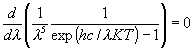 d/dλ ( 1/λ⁵ · 1/(exp(hc/λKT)−1) ) = 0